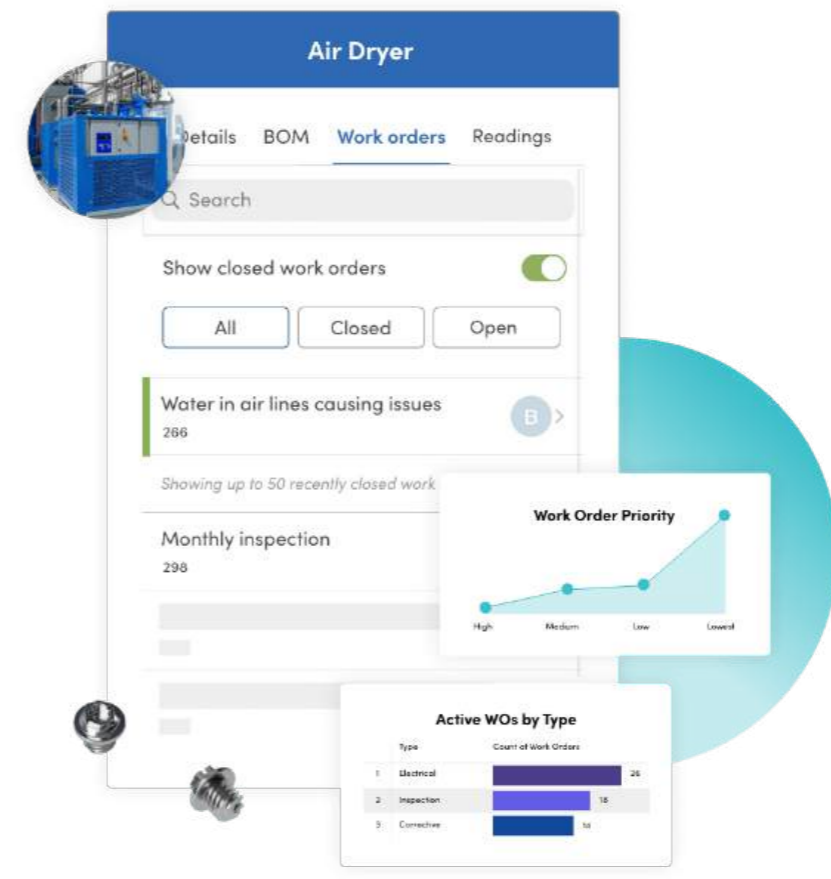 Air Dryer
Details BOM Work orders Readings
Search
Show closed work orders
All Closed Open
Water in air lines causing issues
266
B
Showing up to 50 recently closed work
Monthly inspection
298
Work Order Priority
High Medium Low Lowest
Active WOs by Type
Type Count of Work Orders
1 Electrical 26
2 Inspection 18
3 Corrective